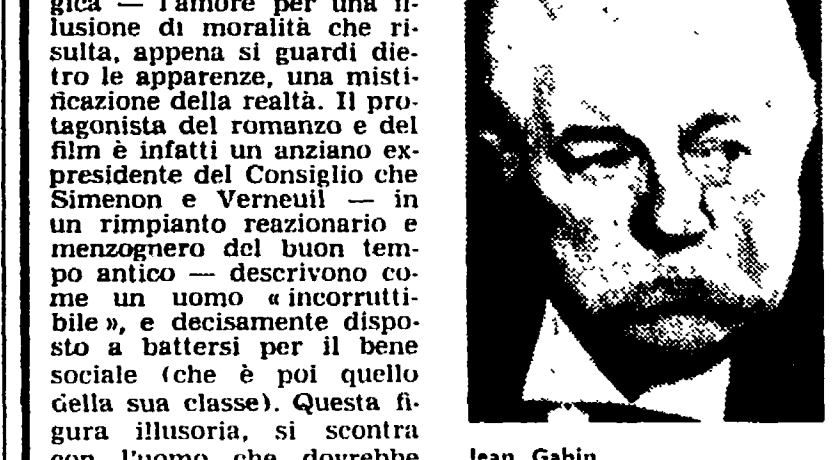 gica — l'amore per una il-
lusione di moralità che ri-
sulta, appena si guardi die-
tro le apparenze, una misti-
ficazione della realtà. Il pro-
tagonista del romanzo e del
film è infatti un anziano ex-
presidente del Consiglio che
Simenon e Verneuil — in
un rimpianto reazionario e
menzognero del buon tem-
po antico — descrivono co-
me un uomo « incorrutti-
bile », e decisamente dispo-
sto a battersi per il bene
sociale (che è poi quello
della sua classe). Questa fi-
gura illusoria, si scontra
con l'uomo che dovrebbe
Jean Gabin